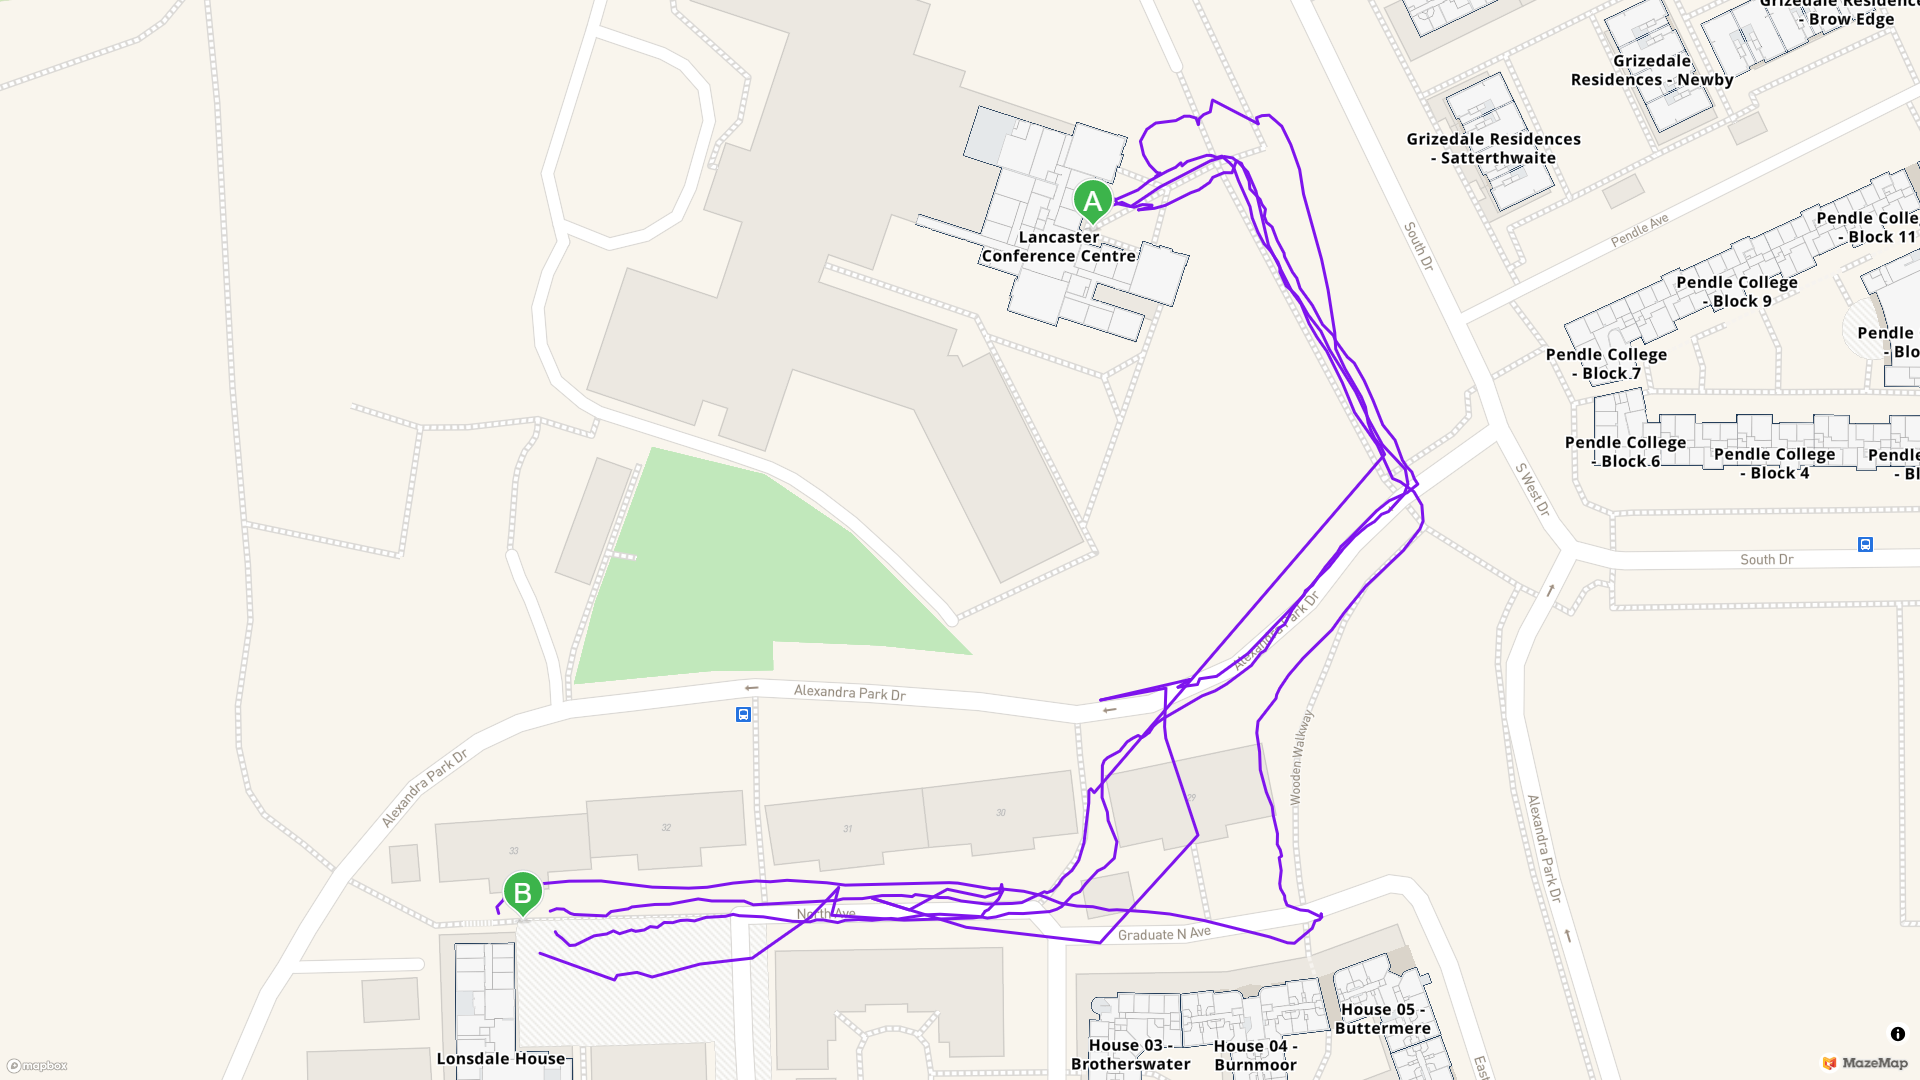 Grizedale Residenc
- Brow Edge
Grizedale
Residences - Newby
Grizedale Residences
- Satterthwaite
A
Lancaster
Conference Centre
South Dr
Pendle Ave
Pendle Colle
- Block 11
Pendle College
- Block 9
Pendle
- Blo
Pendle College
- Block 7
Pendle College
- Block 6
Pendle College
- Block 4
Pendle
- Bl
S West Dr
South Dr
Alexandra Park Dr
Alexandra Park Dr
Alexandra Park Dr
Wooden Walkway
Alexandra Park Dr
29
30
31
32
33
B
North Ave
Graduate N Ave
House 05 -
Buttermere
House 03 -
Brotherswater
House 04 -
Burnmoor
Lonsdale House
East
mapbox
MazeMap